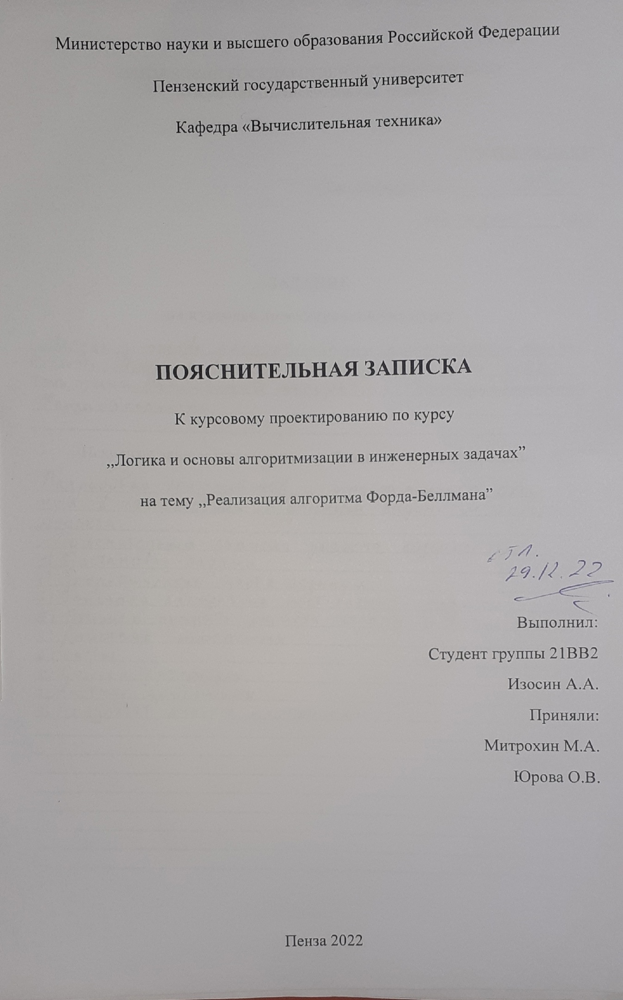 Министерство науки и высшего образования Российской Федерации
Пензенский государственный университет
Кафедра «Вычислительная техника»
ПОЯСНИТЕЛЬНАЯ ЗАПИСКА
К курсовому проектированию по курсу
,,Логика и основы алгоритмизации в инженерных задачах”
на тему ,,Реализация алгоритма Форда-Беллмана”
29.12.22
Выполнил:
Студент группы 21ВВ2
Изосин А.А.
Приняли:
Митрохин М.А.
Юрова О.В.
Пенза 2022